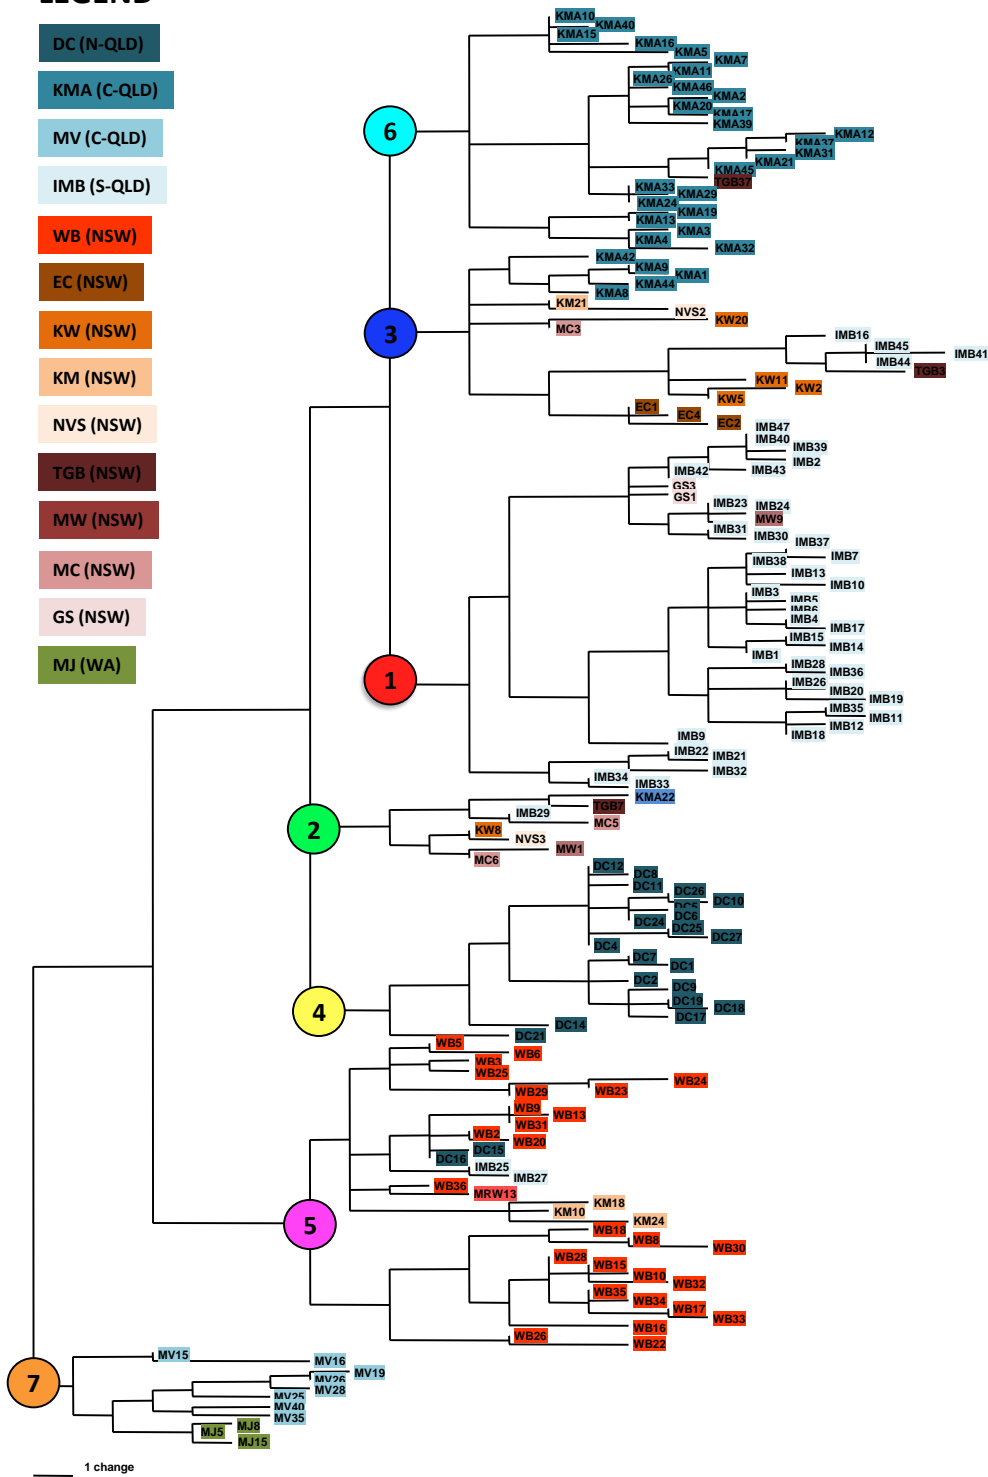 LEGEND
DC (N-QLD)
KMA (C-QLD)
MV (C-QLD)
IMB (S-QLD)
WB (NSW)
EC (NSW)
KW (NSW)
KM (NSW)
NVS (NSW)
TGB (NSW)
MW (NSW)
MC (NSW)
GS (NSW)
MJ (WA)
6
KMA10
KMA40
KMA15
KMA16
KMA5
KMA7
KMA11
KMA26
KMA46
KMA2
KMA20
KMA17
KMA39
KMA12
KMA37
KMA31
KMA21
KMA45
TGB37
KMA33
KMA29
KMA24
KMA19
KMA13
KMA3
KMA4
KMA32
3
KMA42
KMA9
KMA1
KMA44
KMA8
KM21
NVS2
KW20
MC3
IMB16
IMB45
IMB41
IMB44
TGB3
KW11
KW2
KW5
EC1
EC4
EC2
1
IMB47
IMB40
IMB39
IMB2
IMB43
IMB42
GS3
GS1
IMB23
IMB24
MW9
IMB31
IMB30
IMB37
IMB7
IMB38
IMB13
IMB10
IMB3
IMB5
IMB6
IMB4
IMB17
IMB15
IMB14
IMB1
IMB28
IMB36
IMB26
IMB20
IMB19
IMB35
IMB11
IMB12
IMB18
IMB9
IMB22
IMB21
IMB32
IMB34
IMB33
2
KMA22
TGB7
IMB29
MC5
KW8
NVS3
MW1
MC6
4
DC12
DC8
DC11
DC26
DC10
DC5
DC6
DC24
DC25
DC27
DC4
DC7
DC1
DC2
DC9
DC19
DC18
DC17
DC14
DC21
5
WB5
WB6
WB3
WB25
WB24
WB29
WB23
WB9
WB13
WB31
WB2
WB20
DC15
DC16
IMB25
IMB27
WB36
MRW13
KM18
KM10
KM24
WB18
WB8
WB30
WB28
WB15
WB10
WB32
WB35
WB34
WB17
WB33
WB16
WB26
WB22
7
MV15
MV16
MV19
MV26
MV28
MV25
MV40
MV35
MJ8
MJ5
MJ15
1 change